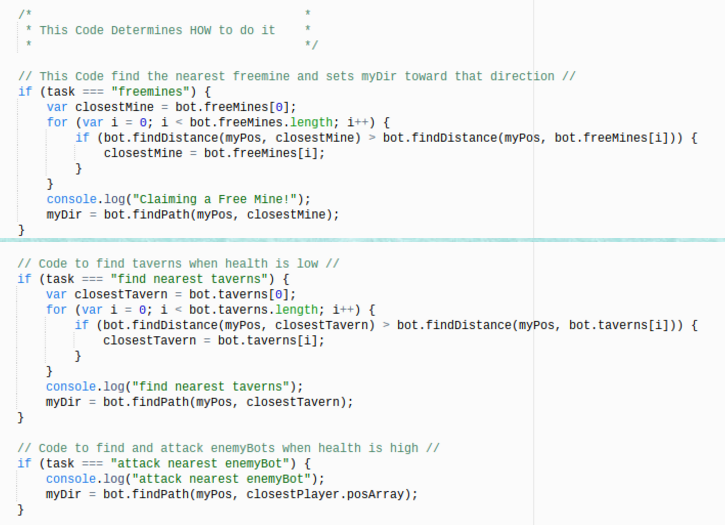 /*                                      *
 * This Code Determines HOW to do it    *
 *                                      */
// This Code find the nearest freemine and sets myDir toward that direction //
if (task === "freemines") {
    var closestMine = bot.freeMines[0];
    for (var i = 0; i < bot.freeMines.length; i++) {
        if (bot.findDistance(myPos, closestMine) > bot.findDistance(myPos, bot.freeMines[i])) {
            closestMine = bot.freeMines[i];
        }
    }
    console.log("Claiming a Free Mine!");
    myDir = bot.findPath(myPos, closestMine);
}
// Code to find taverns when health is low //
if (task === "find nearest taverns") {
    var closestTavern = bot.taverns[0];
    for (var i = 0; i < bot.taverns.length; i++) {
        if (bot.findDistance(myPos, closestTavern) > bot.findDistance(myPos, bot.taverns[i])) {
            closestTavern = bot.taverns[i];
        }
    }
    console.log("find nearest taverns");
    myDir = bot.findPath(myPos, closestTavern);
}
// Code to find and attack enemyBots when health is high //
if (task === "attack nearest enemyBot") {
    console.log("attack nearest enemyBot");
    myDir = bot.findPath(myPos, closestPlayer.posArray);
}